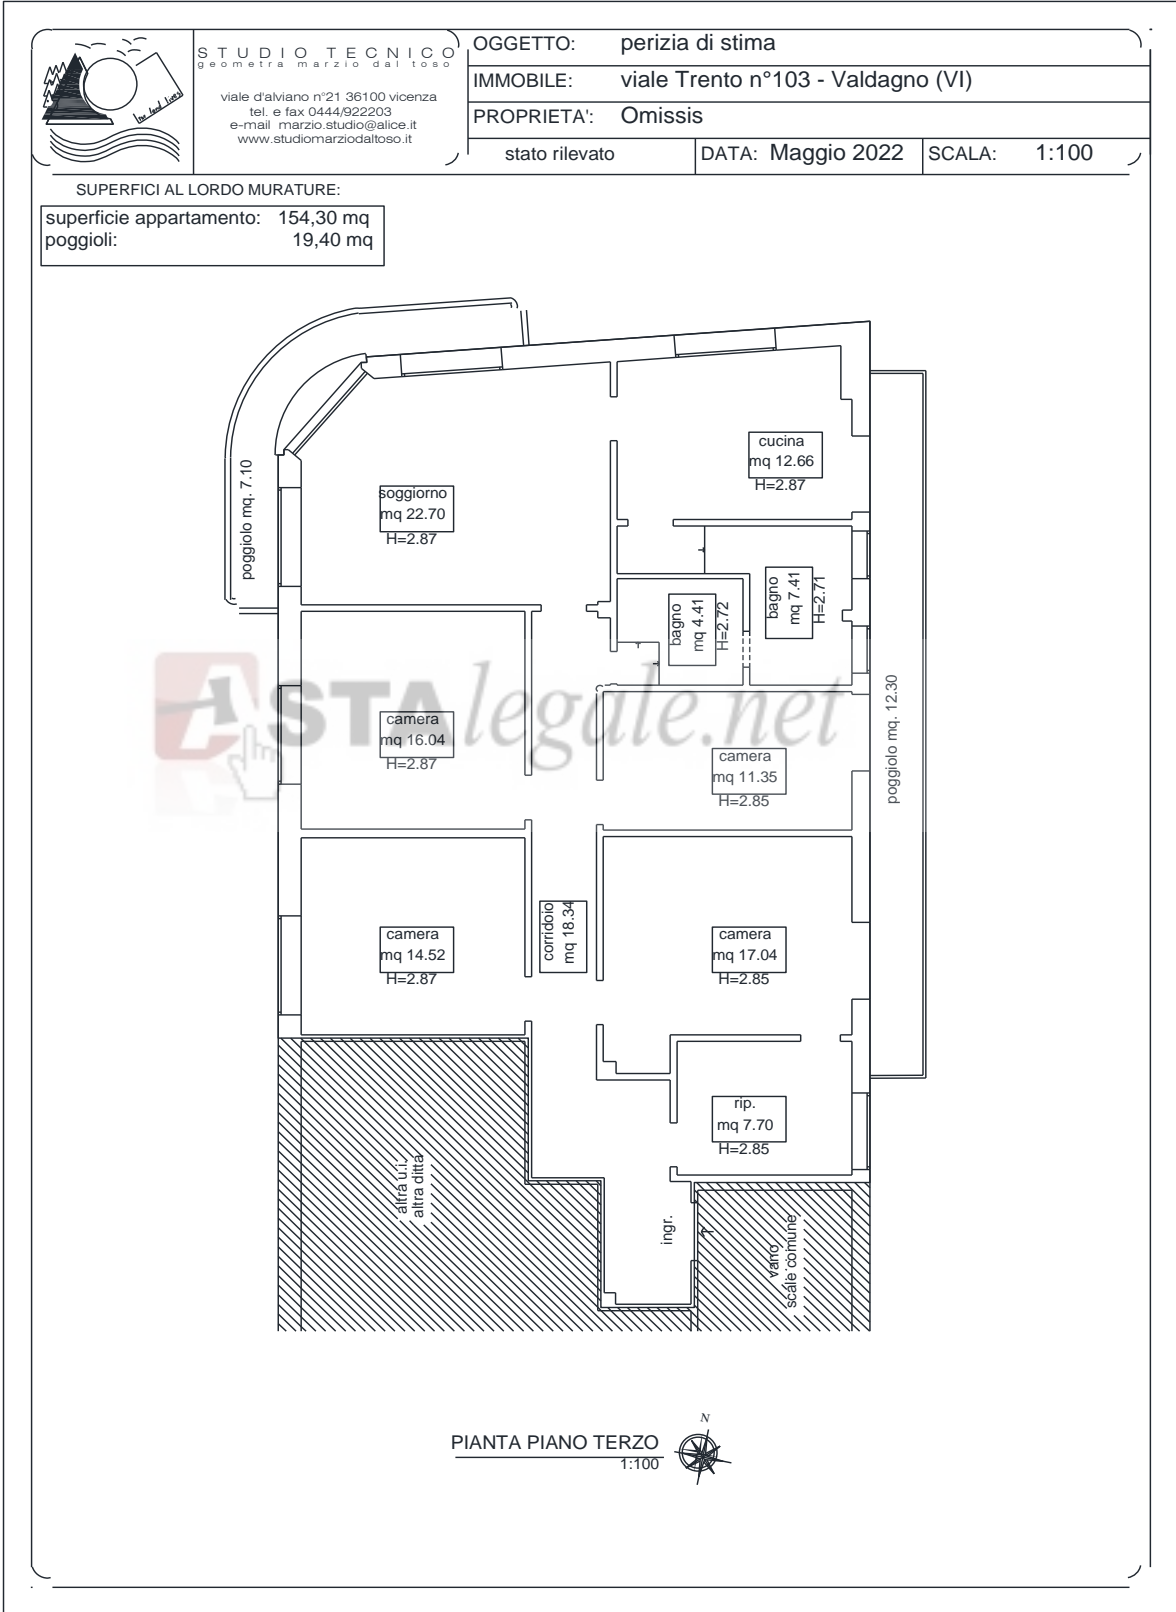 STUDIO TECNICO
geometra marzio dal toso
viale d'alviano n°21 36100 vicenza
tel. e fax 0444/922203
e-mail marzio.studio@alice.it
www.studiomarziodaltoso.it
OGGETTO: perizia di stima
IMMOBILE: viale Trento n°103 - Valdagno (VI)
PROPRIETA': Omissis
stato rilevato DATA: Maggio 2022 SCALA: 1:100
SUPERFICI AL LORDO MURATURE:
superficie appartamento: 154,30 mq
poggioli: 19,40 mq
poggiolo mq. 7.10
soggiorno
mq 22.70
H=2.87
cucina
mq 12.66
H=2.87
bagno
mq 4.41
H=2.72
bagno
mq 7.41
H=2.71
poggiolo mq. 12.30
ASTAlegale.net
camera
mq 16.04
H=2.87
camera
mq 11.35
H=2.85
camera
mq 14.52
H=2.87
corridoio
mq 18.34
camera
mq 17.04
H=2.85
rip.
mq 7.70
H=2.85
altra u.i.
altra ditta
ingr.
vano
scale comune
PIANTA PIANO TERZO
1:100
N